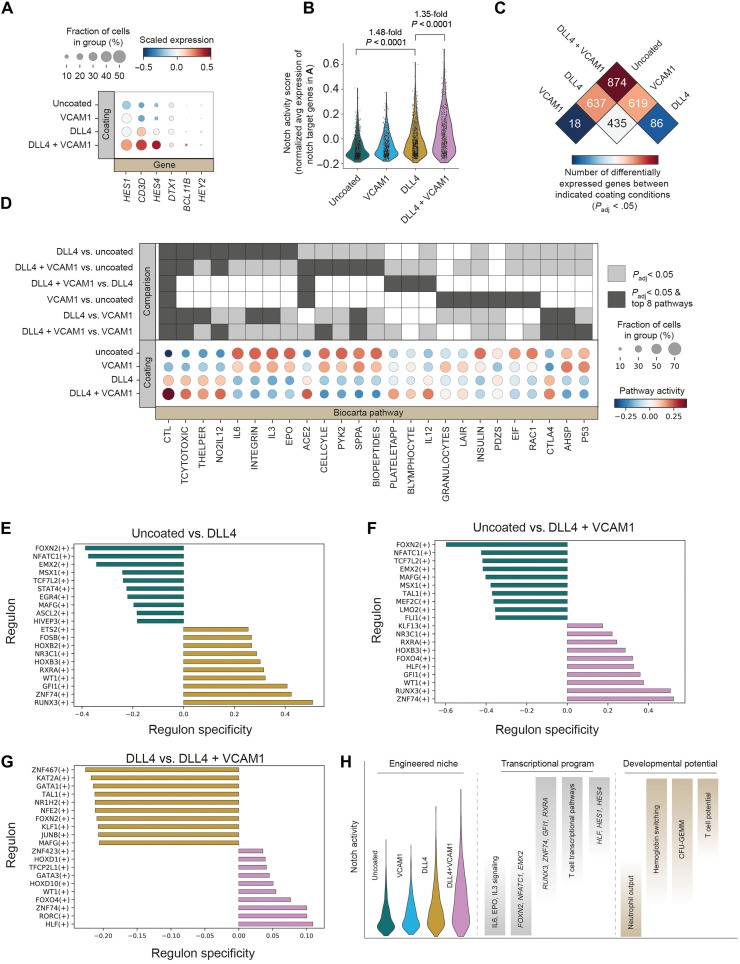 A
Fraction of cells
in group (%)
10 20 30 40 50
Scaled expression
−0.5 0.0 0.5
Coating
Uncoated
VCAM1
DLL4
DLL4 + VCAM1
Gene
HES1
CD3D
HES4
DTX1
BCL11B
HEY2
B
1.35-fold
P < 0.0001
1.48-fold
P < 0.0001
Notch activity score
(normalized avg expression of
notch target genes in A)
0.8
0.6
0.4
0.2
0.0
−0.2
Uncoated
VCAM1
DLL4
DLL4 + VCAM1
C
DLL4 + VCAM1
Uncoated
DLL4
VCAM1
VCAM1
DLL4
874
637
619
18
435
86
Number of differentially
expressed genes between
indicated coating conditions
(Padj < .05)
D
Comparison
DLL4 vs. uncoated
DLL4 + VCAM1 vs. uncoated
DLL4 + VCAM1 vs. DLL4
VCAM1 vs. uncoated
DLL4 vs. VCAM1
DLL4 + VCAM1 vs. VCAM1
Coating
uncoated
VCAM1
DLL4
DLL4 + VCAM1
Biocarta pathway
CTL
TCYTOTOXIC
THELPER
NO2IL12
IL6
INTEGRIN
IL3
EPO
ACE2
CELLCYLE
PYK2
SPPA
BIOPEPTIDES
PLATELETAPP
BLYMPHOCYTE
IL12
GRANULOCYTES
LAIR
INSULIN
PDZS
EIF
RAC1
CTLA4
AHSP
P53
Padj< 0.05
Padj< 0.05 &
top 8 pathways
Fraction of cells
in group (%)
10 30 50 70
Pathway activity
−0.25 0.00 0.25
E
Uncoated vs. DLL4
Regulon
FOXN2(+)
NFATC1(+)
EMX2(+)
MSX1(+)
TCF7L2(+)
STAT4(+)
EGR4(+)
MAFG(+)
ASCL2(+)
HIVEP3(+)
ETS2(+)
FOSB(+)
HOXB2(+)
NR3C1(+)
HOXB3(+)
RXRA(+)
WT1(+)
GFI1(+)
ZNF74(+)
RUNX3(+)
−0.4 −0.2 0.0 0.2 0.4
Regulon specificity
F
Uncoated vs. DLL4 + VCAM1
Regulon
FOXN2(+)
NFATC1(+)
TCF7L2(+)
EMX2(+)
MAFG(+)
MSX1(+)
TAL1(+)
MEF2C(+)
LMO2(+)
FLI1(+)
KLF13(+)
NR3C1(+)
RXRA(+)
HOXB3(+)
FOXO4(+)
HLF(+)
GFI1(+)
WT1(+)
RUNX3(+)
ZNF74(+)
−0.6 −0.4 −0.2 0.0 0.2 0.4
Regulon specificity
G
DLL4 vs. DLL4 + VCAM1
Regulon
ZNF467(+)
KAT2A(+)
GATA1(+)
TAL1(+)
NR1H2(+)
NFE2(+)
FOXN2(+)
KLF1(+)
JUNB(+)
MAFG(+)
ZNF423(+)
HOXD1(+)
TFCP2L1(+)
GATA3(+)
HOXD10(+)
WT1(+)
FOXO4(+)
ZNF74(+)
RORC(+)
HLF(+)
−0.20 −0.15 −0.10 −0.05 0.00 0.05 0.10
Regulon specificity
H
Engineered niche
Transcriptional program
Developmental potential
Notch activity
Uncoated
VCAM1
DLL4
DLL4+VCAM1
IL6, EPO, IL3 signaling
FOXN2, NFATC1, EMX2
RUNX3, ZNF74, GFI1, RXRA
T cell transcriptional pathways
HLF, HES1, HES4
Neutrophil output
Hemoglobin switching
CFU-GEMM
T cell potential